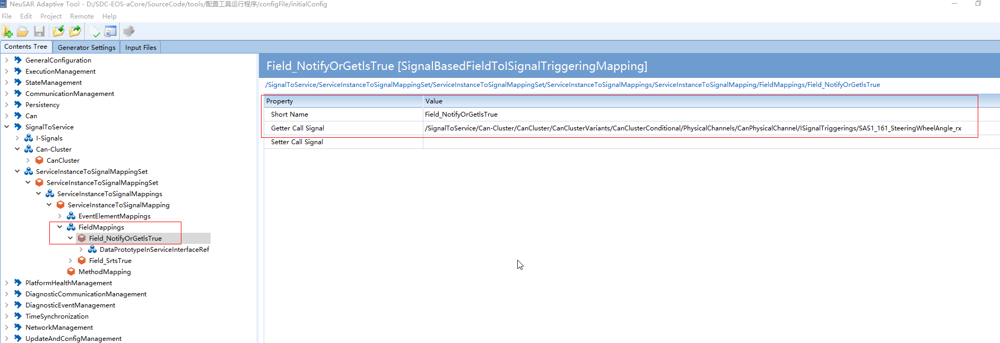 NeuSAR Adaptive Tool - D:/SDC-EOS-aCore/SourceCode/tools/配置工具运行程序/configFile/initialConfig
File Edit Project Remote Help
Contents Tree Generator Settings Input Files
GeneralConfiguration
ExecutionManagement
StateManagement
CommunicationManagement
Persistency
Can
SignalToService
I-Signals
Can-Cluster
CanCluster
ServiceInstanceToSignalMappingSet
ServiceInstanceToSignalMappingSet
ServiceInstanceToSignalMappings
ServiceInstanceToSignalMapping
EventElementMappings
FieldMappings
Field_NotifyOrGetIsTrue
DataPrototypeInServiceInterfaceRef
Field_SrtsTrue
MethodMapping
PlatformHealthManagement
DiagnosticCommunicationManagement
DiagnosticEventManagement
TimeSynchronization
NetworkManagement
UpdateAndConfigManagement
Field_NotifyOrGetIsTrue [SignalBasedFieldToISignalTriggeringMapping]
/SignalToService/ServiceInstanceToSignalMappingSet/ServiceInstanceToSignalMappingSet/ServiceInstanceToSignalMappings/ServiceInstanceToSignalMapping/FieldMappings/Field_NotifyOrGetIsTrue
Property Value
Short Name Field_NotifyOrGetIsTrue
Getter Call Signal /SignalToService/Can-Cluster/CanCluster/CanClusterVariants/CanClusterConditional/PhysicalChannels/CanPhysicalChannel/ISignalTriggerings/SAS1_161_SteeringWheelAngle_rx
Setter Call Signal